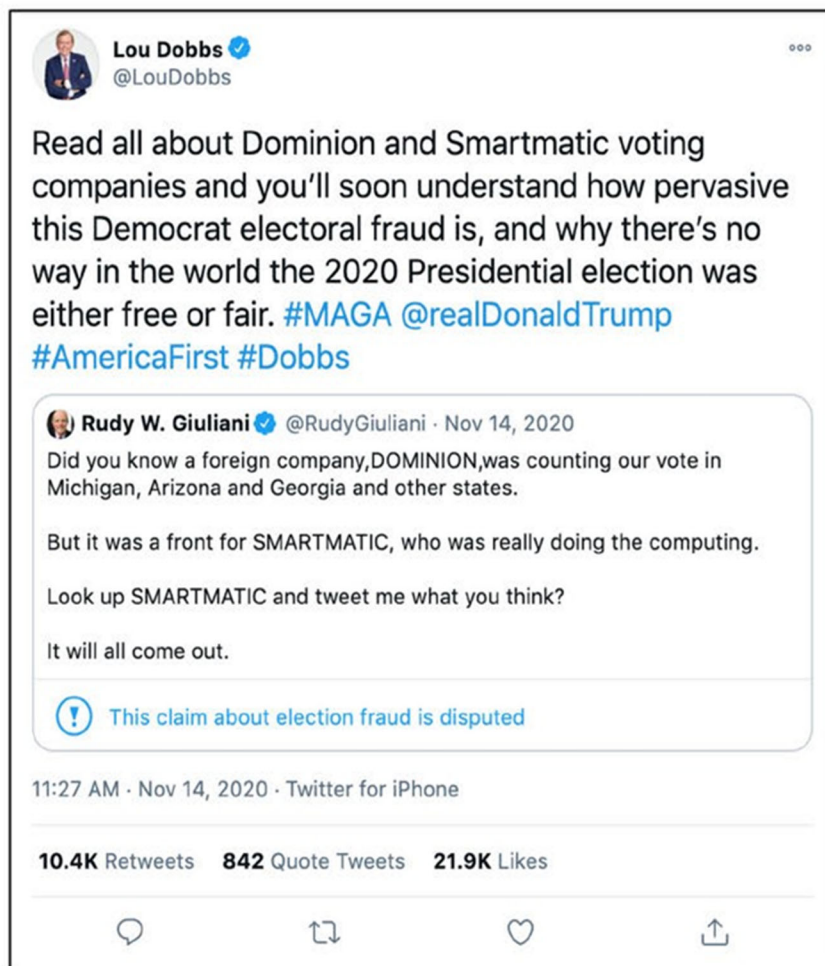 Lou Dobbs
@LouDobbs
Read all about Dominion and Smartmatic voting
companies and you'll soon understand how pervasive
this Democrat electoral fraud is, and why there's no
way in the world the 2020 Presidential election was
either free or fair. #MAGA @realDonaldTrump
#AmericaFirst #Dobbs
Rudy W. Giuliani @RudyGiuliani · Nov 14, 2020
Did you know a foreign company,DOMINION,was counting our vote in
Michigan, Arizona and Georgia and other states.
But it was a front for SMARTMATIC, who was really doing the computing.
Look up SMARTMATIC and tweet me what you think?
It will all come out.
This claim about election fraud is disputed
11:27 AM · Nov 14, 2020 · Twitter for iPhone
10.4K Retweets 842 Quote Tweets 21.9K Likes